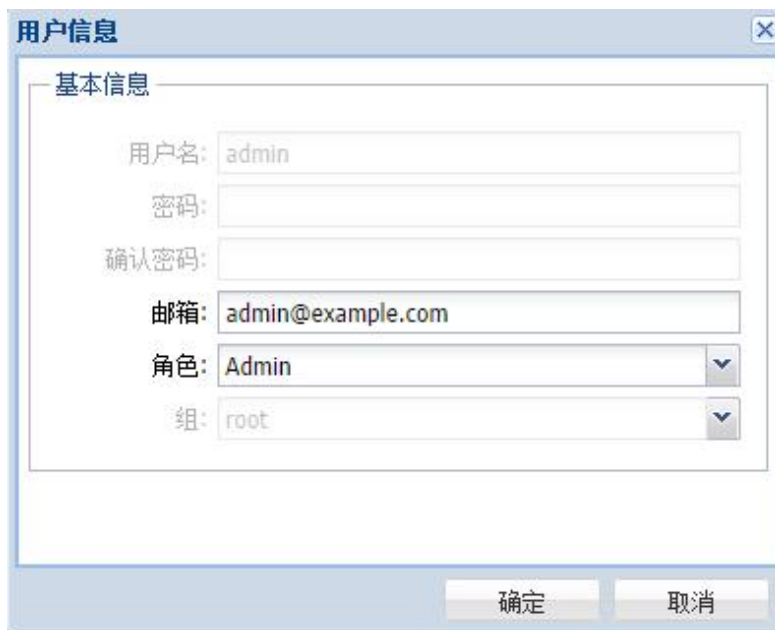 用户信息
基本信息
用户名: admin
密码:
确认密码:
邮箱: admin@example.com
角色: Admin
组: root
确定 取消